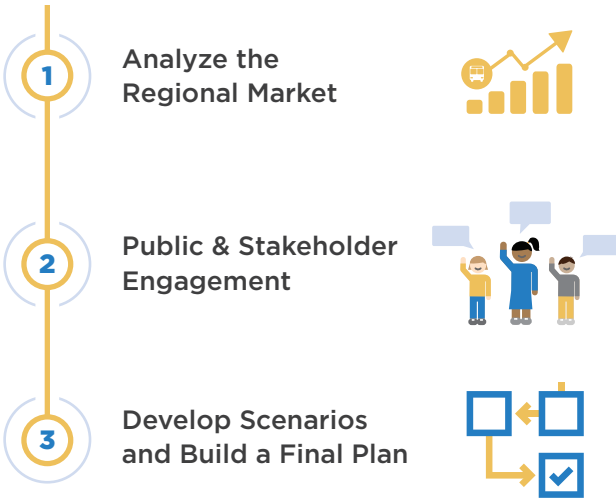 1
Analyze the
Regional Market
2
Public & Stakeholder
Engagement
3
Develop Scenarios
and Build a Final Plan